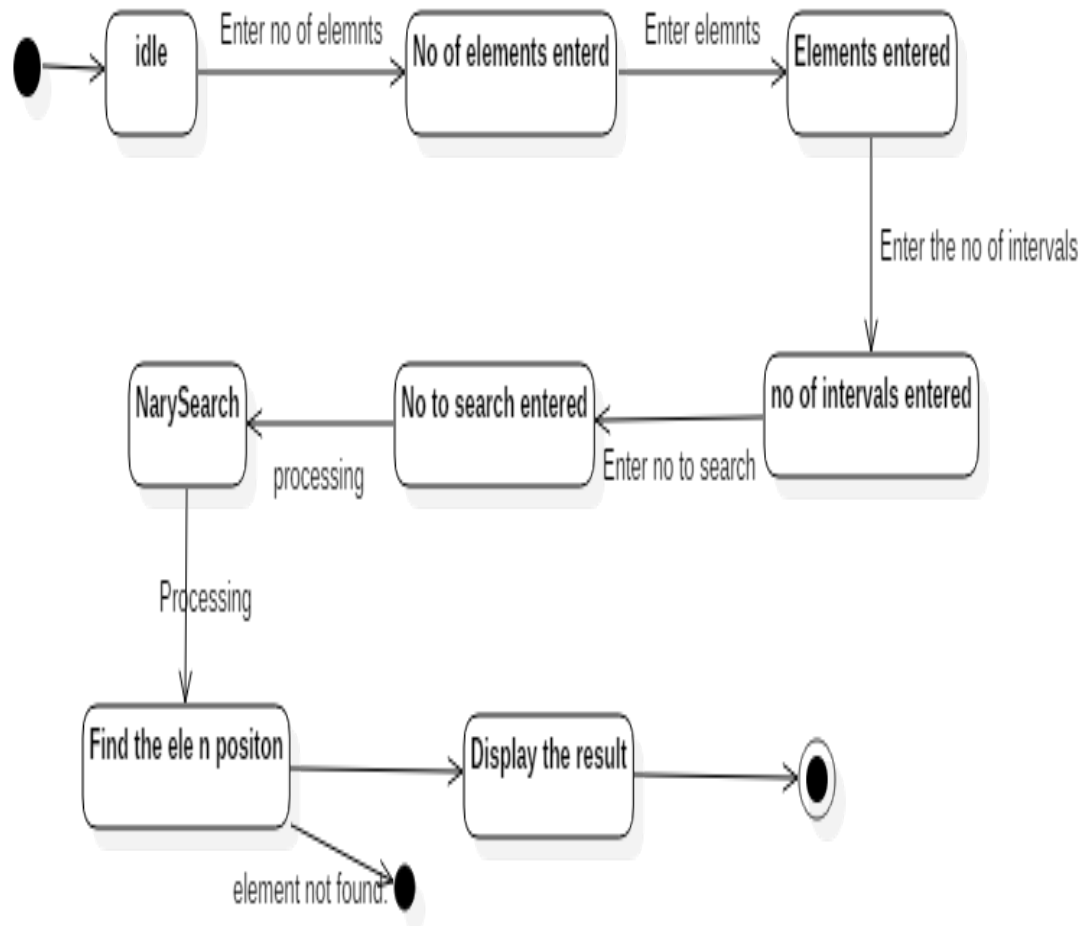 idle
Enter no of elemnts
No of elements enterd
Enter elemnts
Elements entered
Enter the no of intervals
no of intervals entered
Enter no to search
No to search entered
processing
NarySearch
Processing
Find the ele n positon
Display the result
element not found.